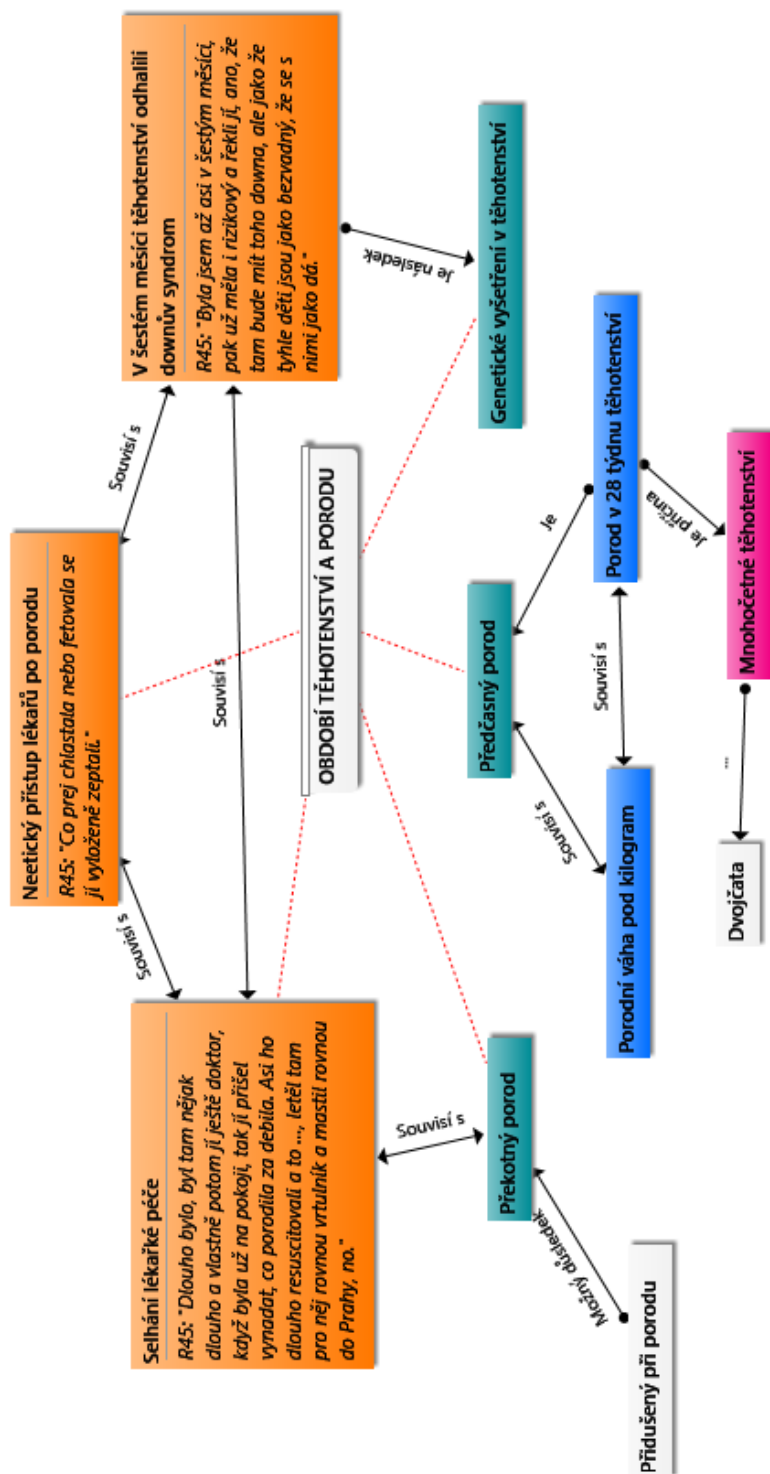 Neetický přístup lékařů po porodu
R45: "Co prej chlastala nebo fetovala se
jí vyloženě zeptali."
Souvisí s
Souvisí s
Selhání lékařké péče
R45: "Dlouho bylo, byl tam nějak
dlouho a vlastně potom jí ještě doktor,
když byla už na pokoji, tak jí přišel
vynadat, co porodila za debila. Asi ho
dlouho resuscitovali a to ..., letěl tam
pro něj rovnou vrtulník a mastil rovnou
do Prahy, no."
Souvisí s
V šestém měsíci těhotenství odhalili
downův syndrom
R45: "Byla jsem až asi v šestým měsíci,
pak už měla i rizikový a řekli jí, ano, že
tam bude mít toho downa, ale jako že
tyhle děti jsou jako bezvadný, že se s
nimi jako dá."
OBDOBÍ TĚHOTENSTVÍ A PORODU
Souvisí s
Je následek
Překotný porod
Předčasný porod
Genetické vyšetření v těhotenství
Možný důsledek
Souvisí s
Je
Přidušený při porodu
Porodní váha pod kilogram
Souvisí s
Porod v 28 týdnu těhotenství
Je příčina
Dvojčata
...
Mnohočetné těhotenství